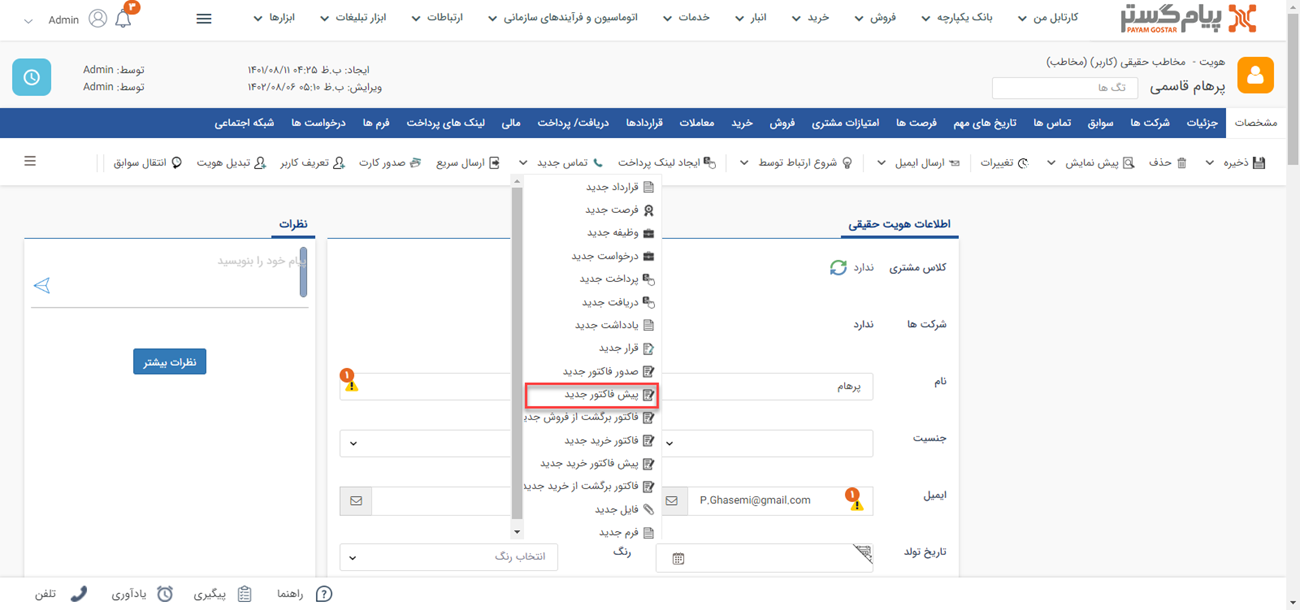 کارتابل من
بانک یکپارچه
فروش
خرید
انبار
خدمات
اتوماسیون و فرآیندهای سازمانی
ارتباطات
ابزار تبلیغات
ابزارها
۳
Admin
پیام‌گستر
PAYAM GOSTAR
هویت - مخاطب حقیقی (کاربر) (مخاطب)
پرهام قاسمی
تگ ها
ایجاد: ب.ظ ۰۴:۲۵ ۱۴۰۱/۰۸/۱۱
توسط: Admin
ویرایش: ب.ظ ۰۵:۱۰ ۱۴۰۲/۰۸/۰۶
توسط: Admin
مشخصات
جزئیات
شرکت ها
سوابق
تماس ها
تاریخ های مهم
فرصت ها
امتیازات مشتری
فروش
خرید
معاملات
قراردادها
دریافت/ پرداخت
مالی
لینک های پرداخت
فرم ها
درخواست ها
شبکه اجتماعی
ذخیره
حذف
پیش نمایش
تغییرات
ارسال ایمیل
شروع ارتباط توسط
ایجاد لینک پرداخت
تماس جدید
ارسال سریع
صدور کارت
تعریف کاربر
تبدیل هویت
انتقال سوابق
قرارداد جدید
فرصت جدید
وظیفه جدید
درخواست جدید
پرداخت جدید
دریافت جدید
یادداشت جدید
قرار جدید
صدور فاکتور جدید
پیش فاکتور جدید
فاکتور برگشت از فروش جدید
فاکتور خرید جدید
پیش فاکتور خرید جدید
فاکتور برگشت از خرید جدید
فایل جدید
فرم جدید
اطلاعات هویت حقیقی
کلاس مشتری
ندارد
شرکت ها
ندارد
نام
پرهام
۱
جنسیت
ایمیل
P.Ghasemi@gmail.com
۱
تاریخ تولد
رنگ
انتخاب رنگ
نظرات
پیام خود را بنویسید
نظرات بیشتر
راهنما
پیگیری
یادآوری
تلفن